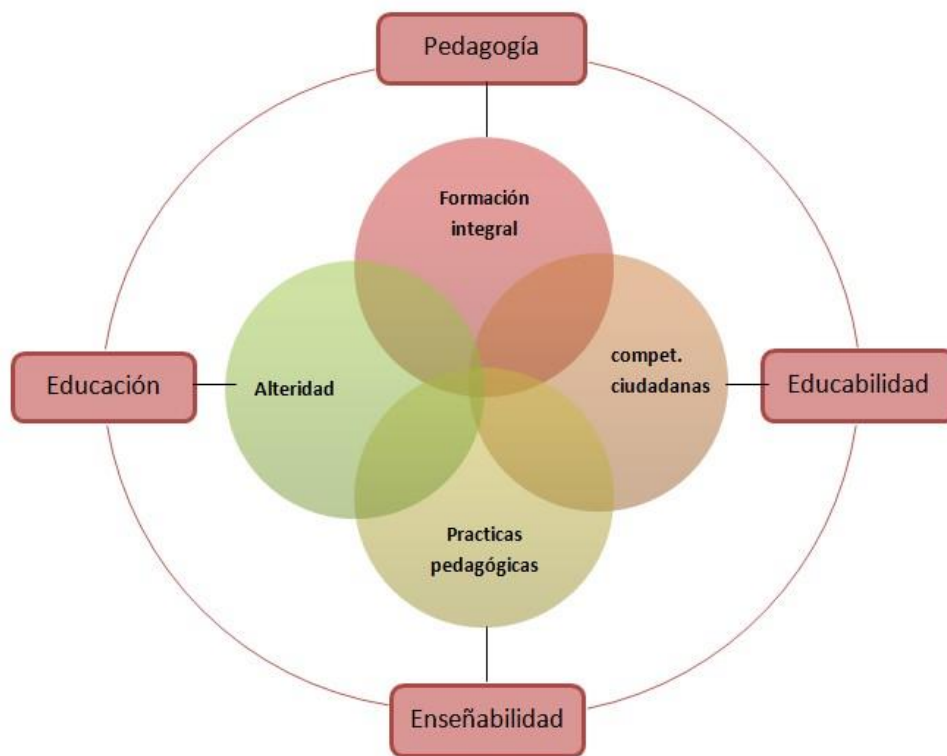 Pedagogía
Formación
integral
Educación
Alteridad
compet.
ciudadanas
Educabilidad
Practicas
pedagógicas
Enseñabilidad